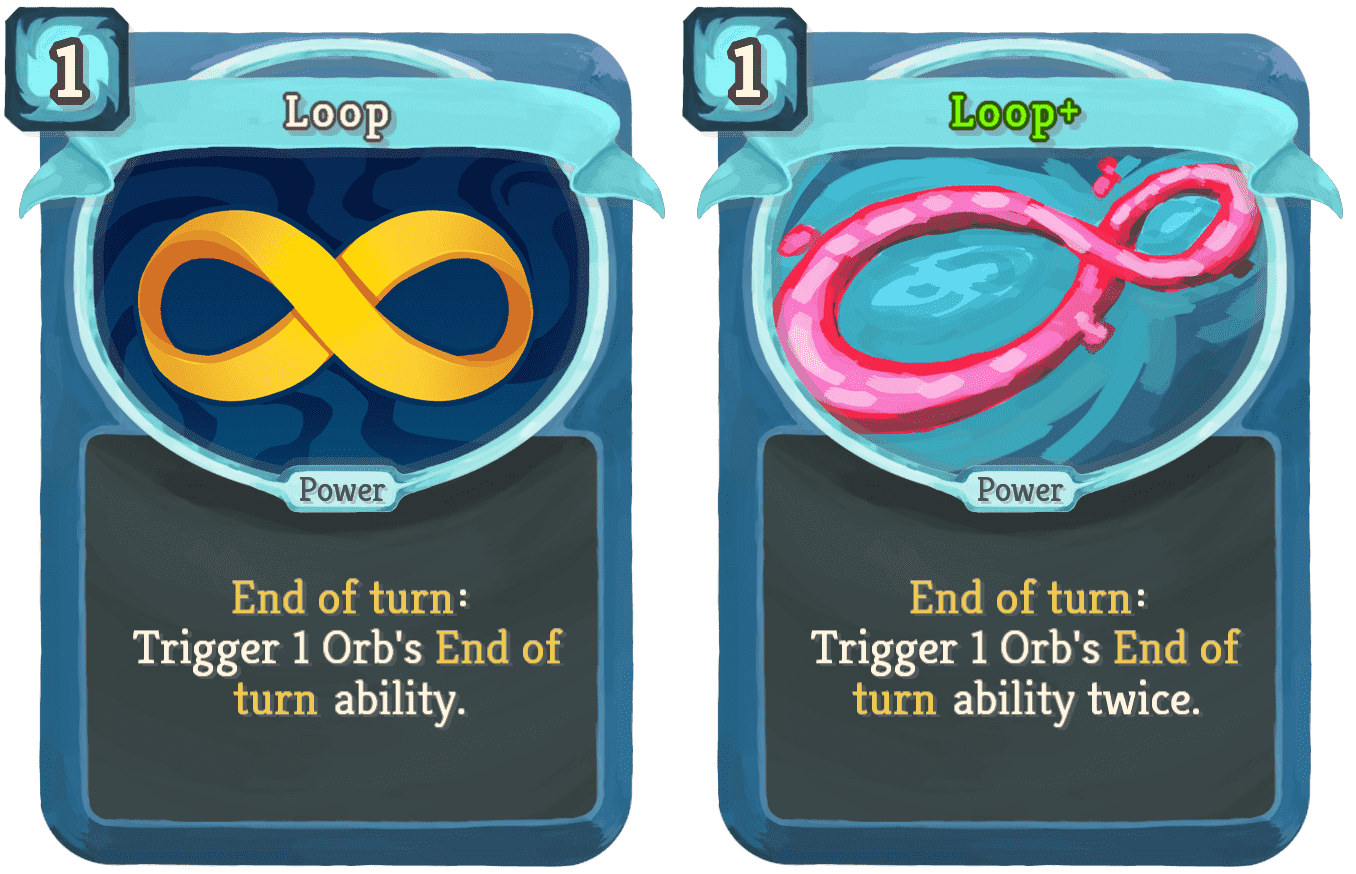 1
Loop
Power
End of turn:
Trigger 1 Orb's End of
turn ability.
1
Loop+
Power
End of turn:
Trigger 1 Orb's End of
turn ability twice.